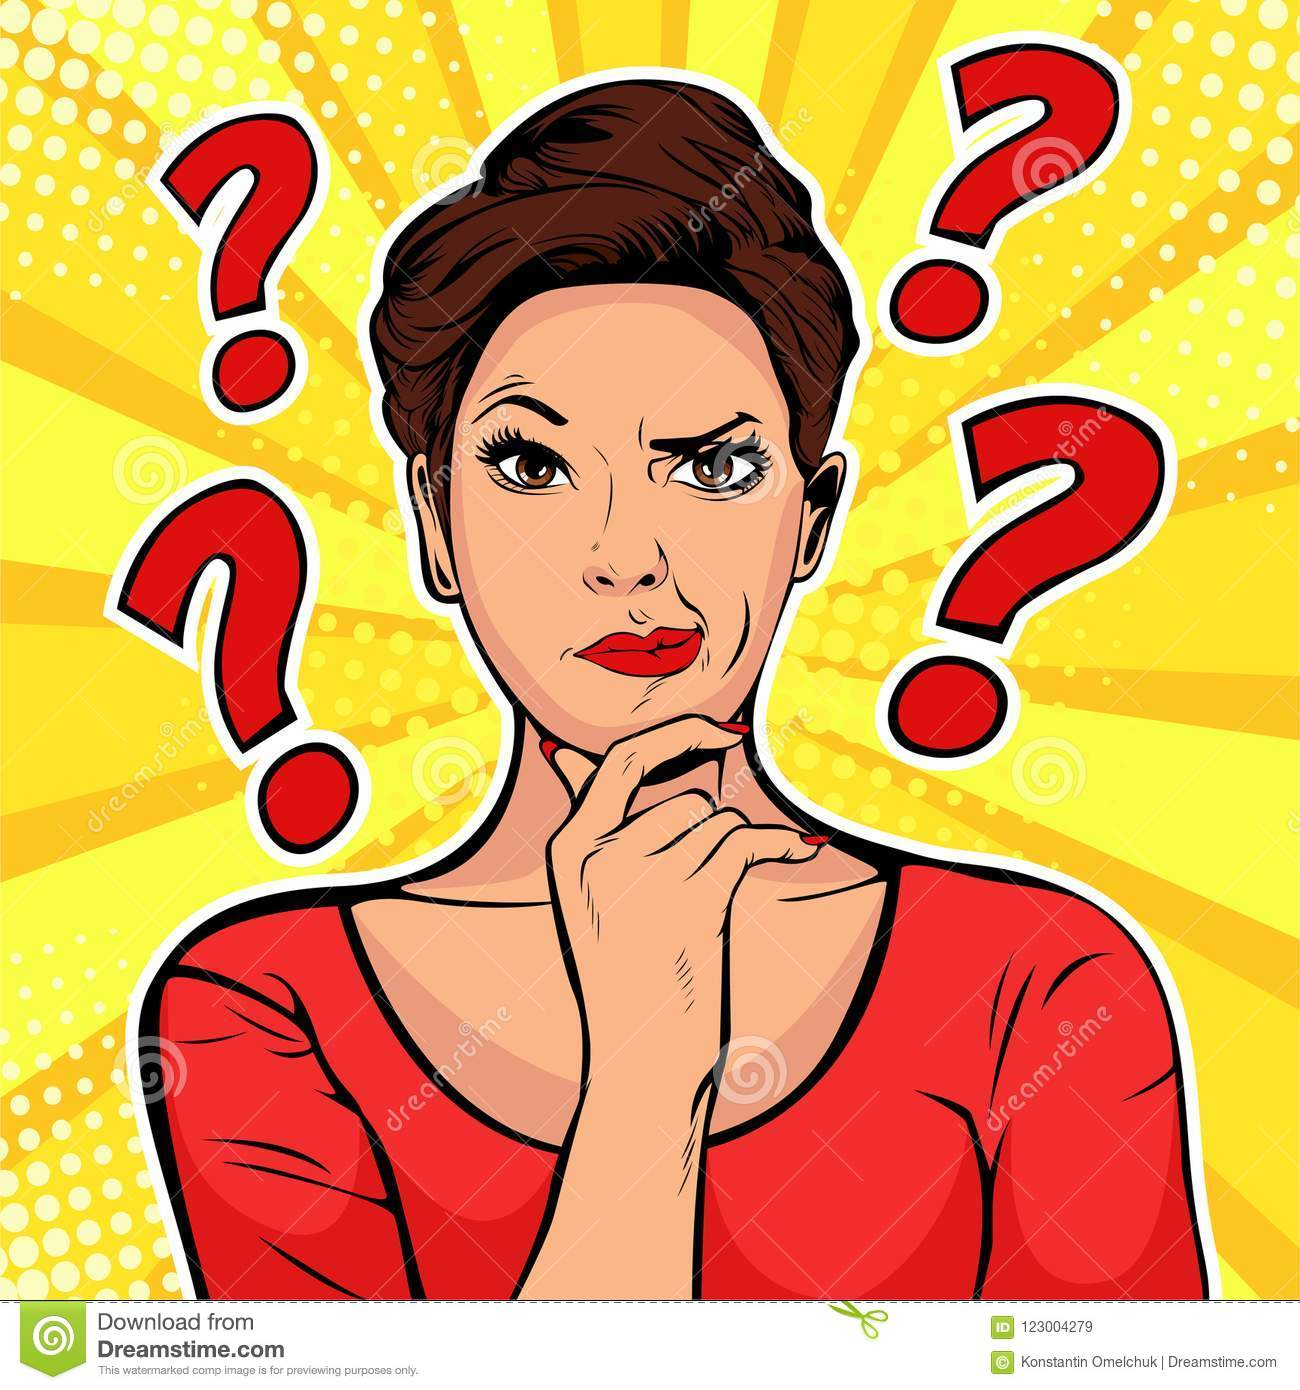 ?
?
?
?
dreamstime
Download from
Dreamstime.com
This watermarked comp image is for previewing purposes only.
ID 123004279
© Konstantin Omelchuk | Dreamstime.com